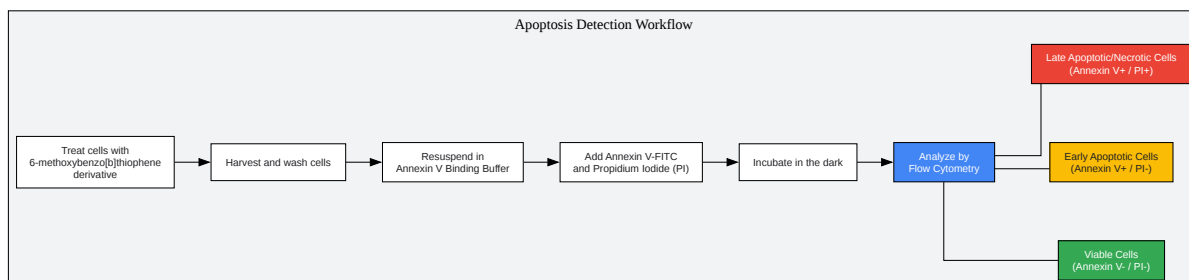 Apoptosis Detection Workflow
Treat cells with
6-methoxybenzo[b]thiophene
derivative
Harvest and wash cells
Resuspend in
Annexin V Binding Buffer
Add Annexin V-FITC
and Propidium Iodide (PI)
Incubate in the dark
Analyze by
Flow Cytometry
Late Apoptotic/Necrotic Cells
(Annexin V+ / PI+)
Early Apoptotic Cells
(Annexin V+ / PI-)
Viable Cells
(Annexin V- / PI-)